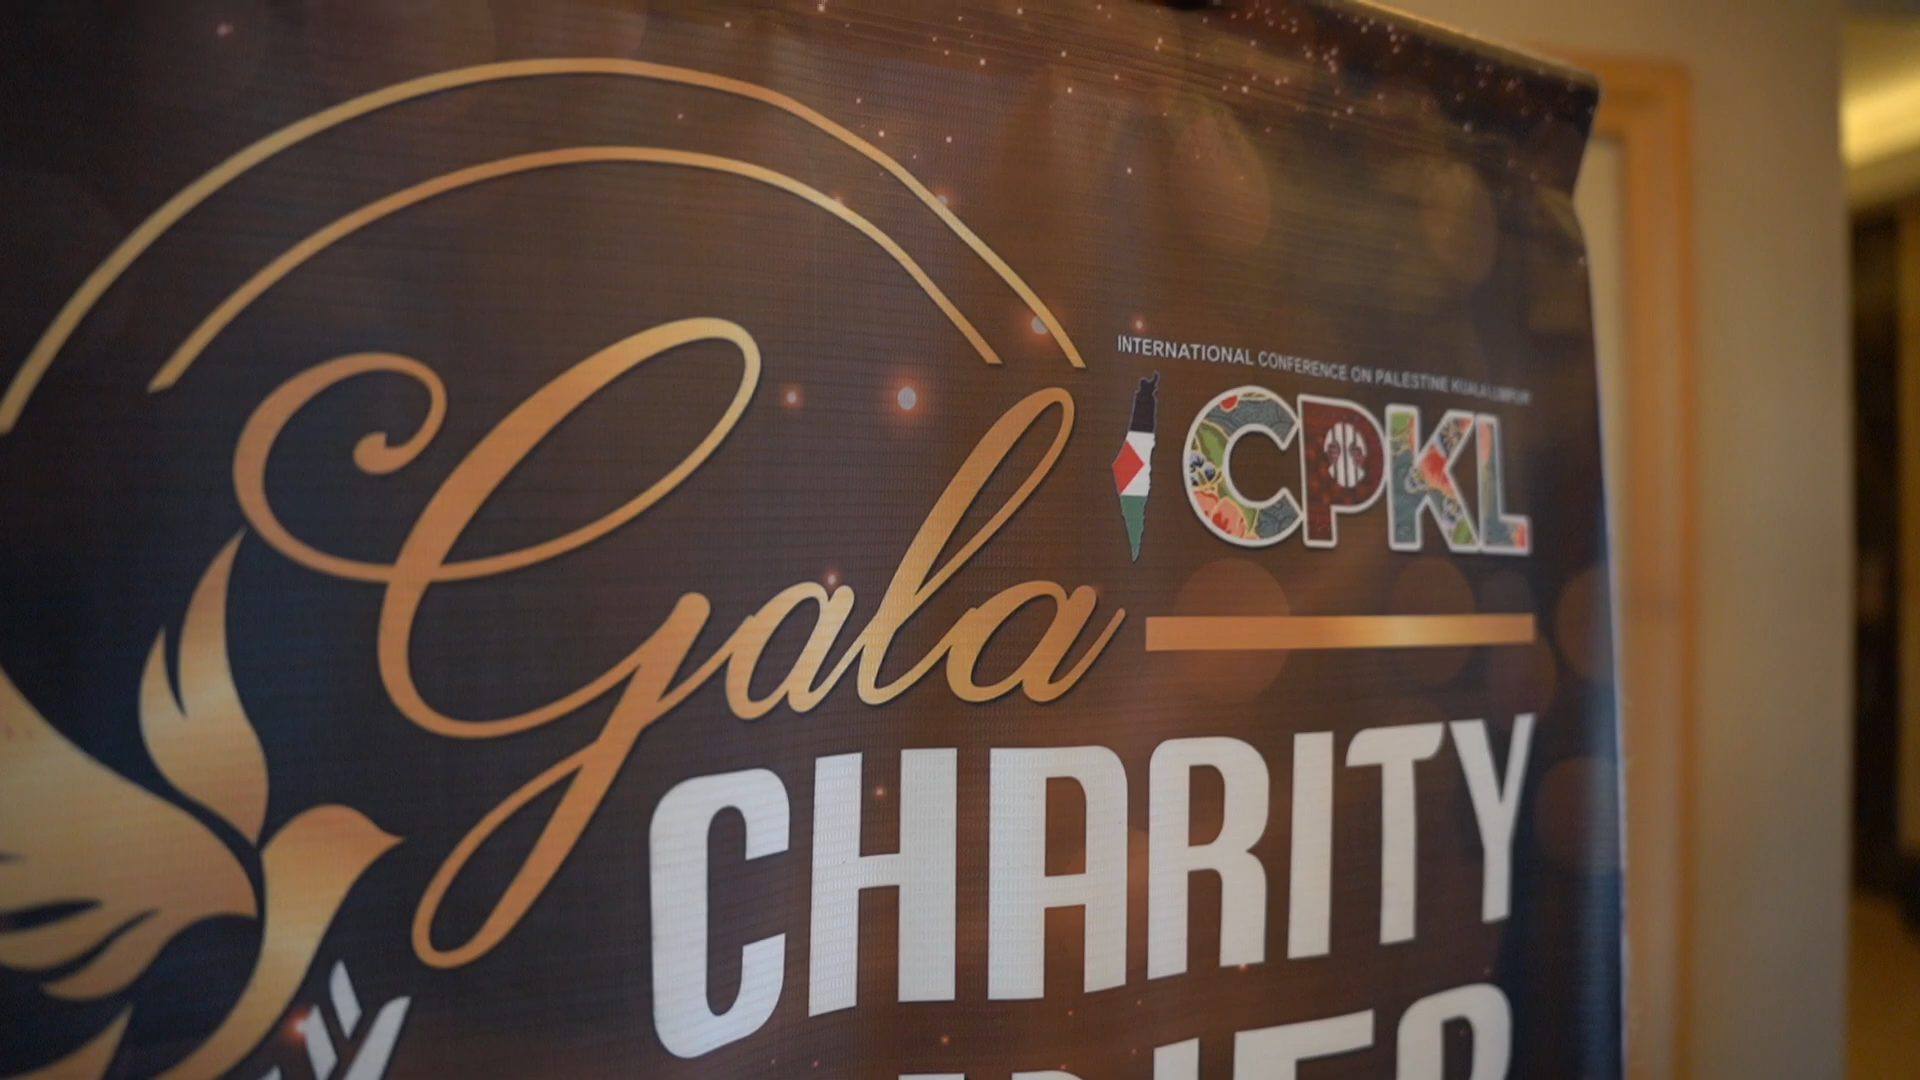 INTERNATIONAL CONFERENCE ON PALESTINE KUALA LUMPUR
CPKL
Gala
CHARITY